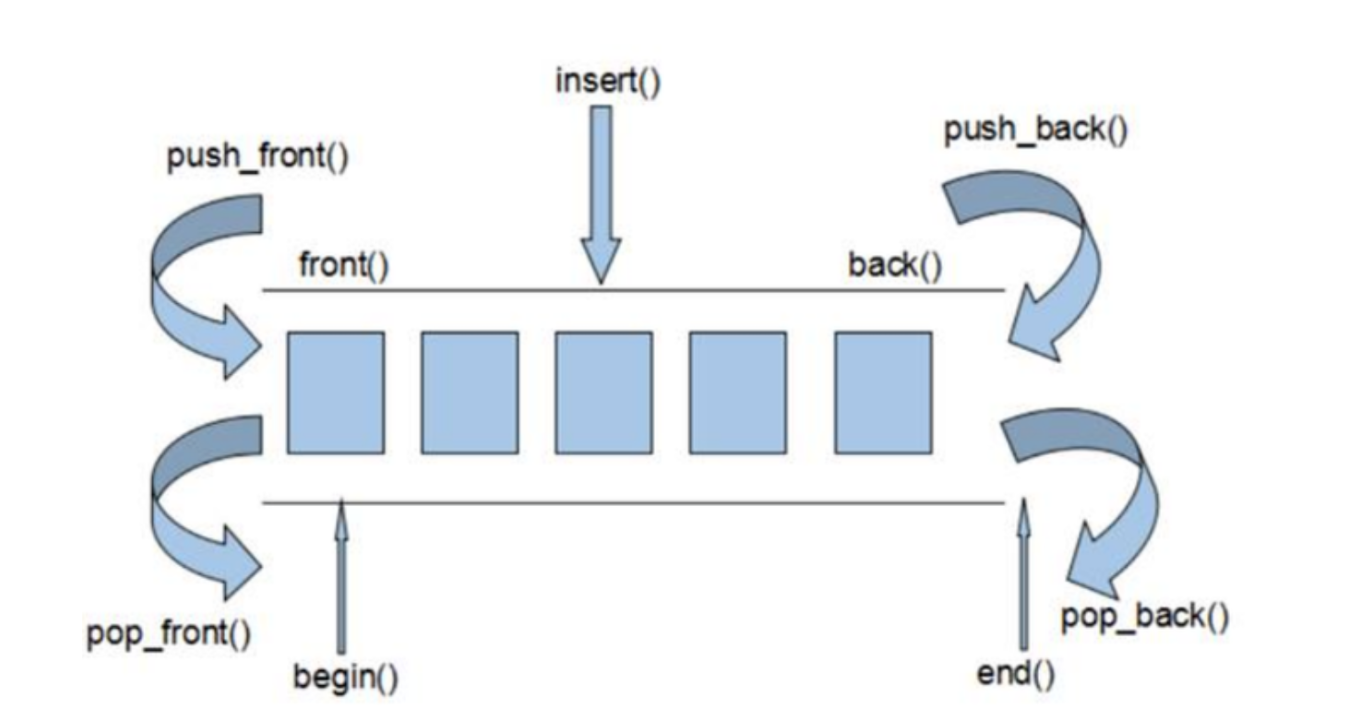 insert()
push_back()
push_front()
front()
back()
pop_back()
pop_front()
begin()
end()